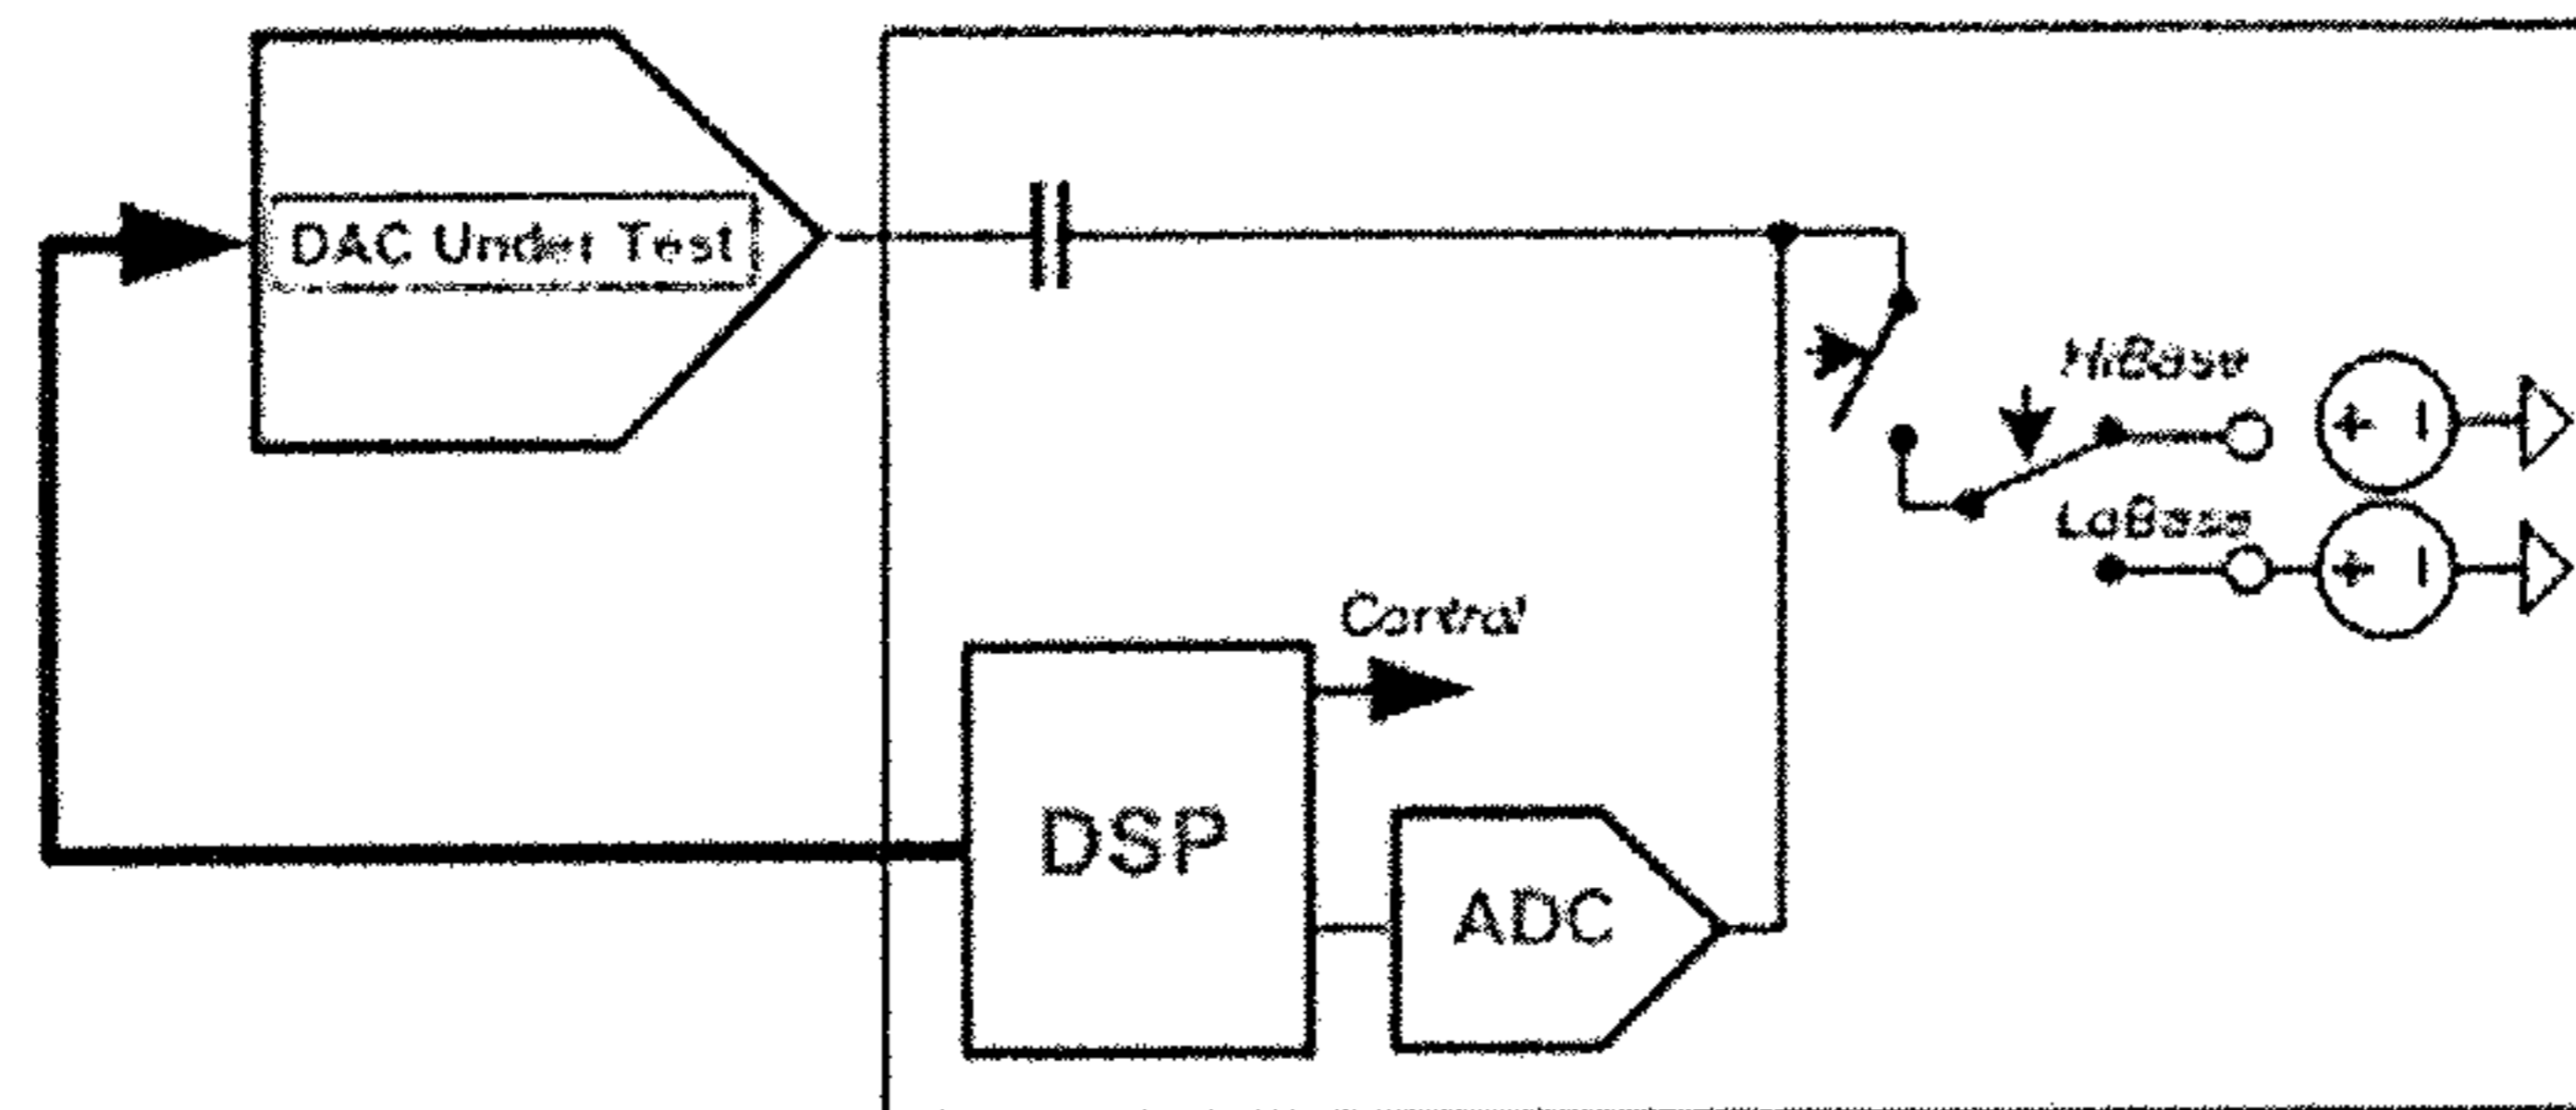 DAC Under Test
HiBase
LoBase
Control
DSP
ADC